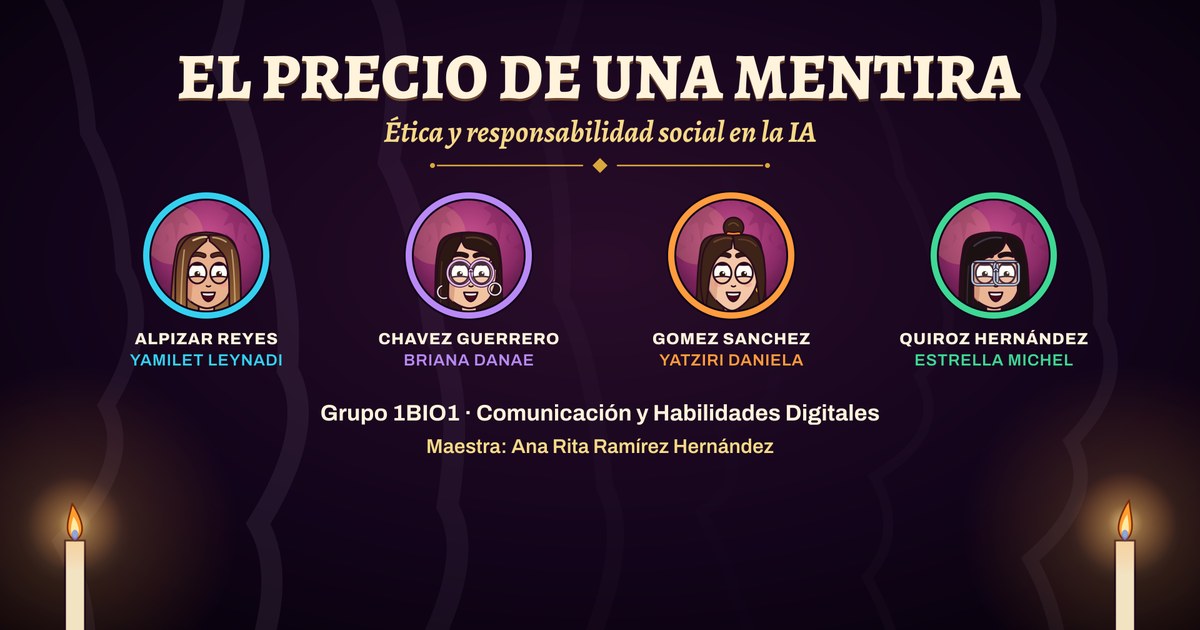 EL PRECIO DE UNA MENTIRA
Ética y responsabilidad social en la IA
ALPIZAR REYES
YAMILET LEYNADI
CHAVEZ GUERRERO
BRIANA DANAE
GOMEZ SANCHEZ
YATZIRI DANIELA
QUIROZ HERNÁNDEZ
ESTRELLA MICHEL
Grupo 1BIO1 · Comunicación y Habilidades Digitales
Maestra: Ana Rita Ramírez Hernández